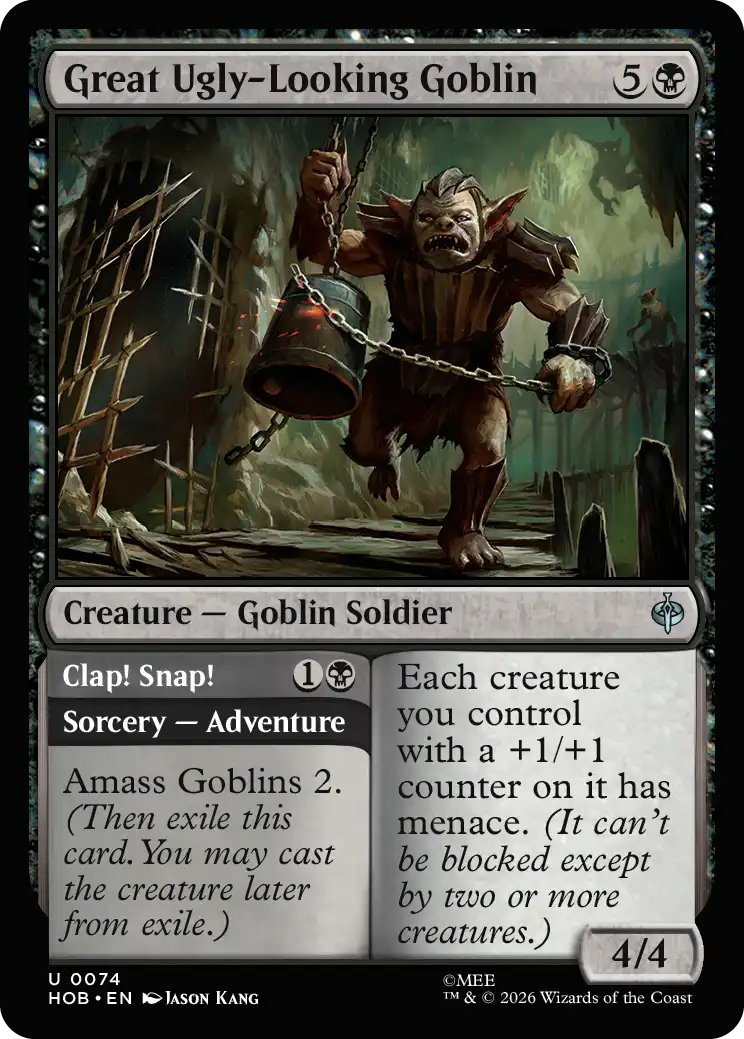 Great Ugly-Looking Goblin 5
Creature — Goblin Soldier
Clap! Snap! 1
Sorcery — Adventure
Amass Goblins 2.
(Then exile this
card. You may cast
the creature later
from exile.)
Each creature
you control
with a +1/+1
counter on it has
menace. (It can't
be blocked except
by two or more
creatures.)
4/4
U 0074
HOB • EN JASON KANG
©MEE
™ & © 2026 Wizards of the Coast